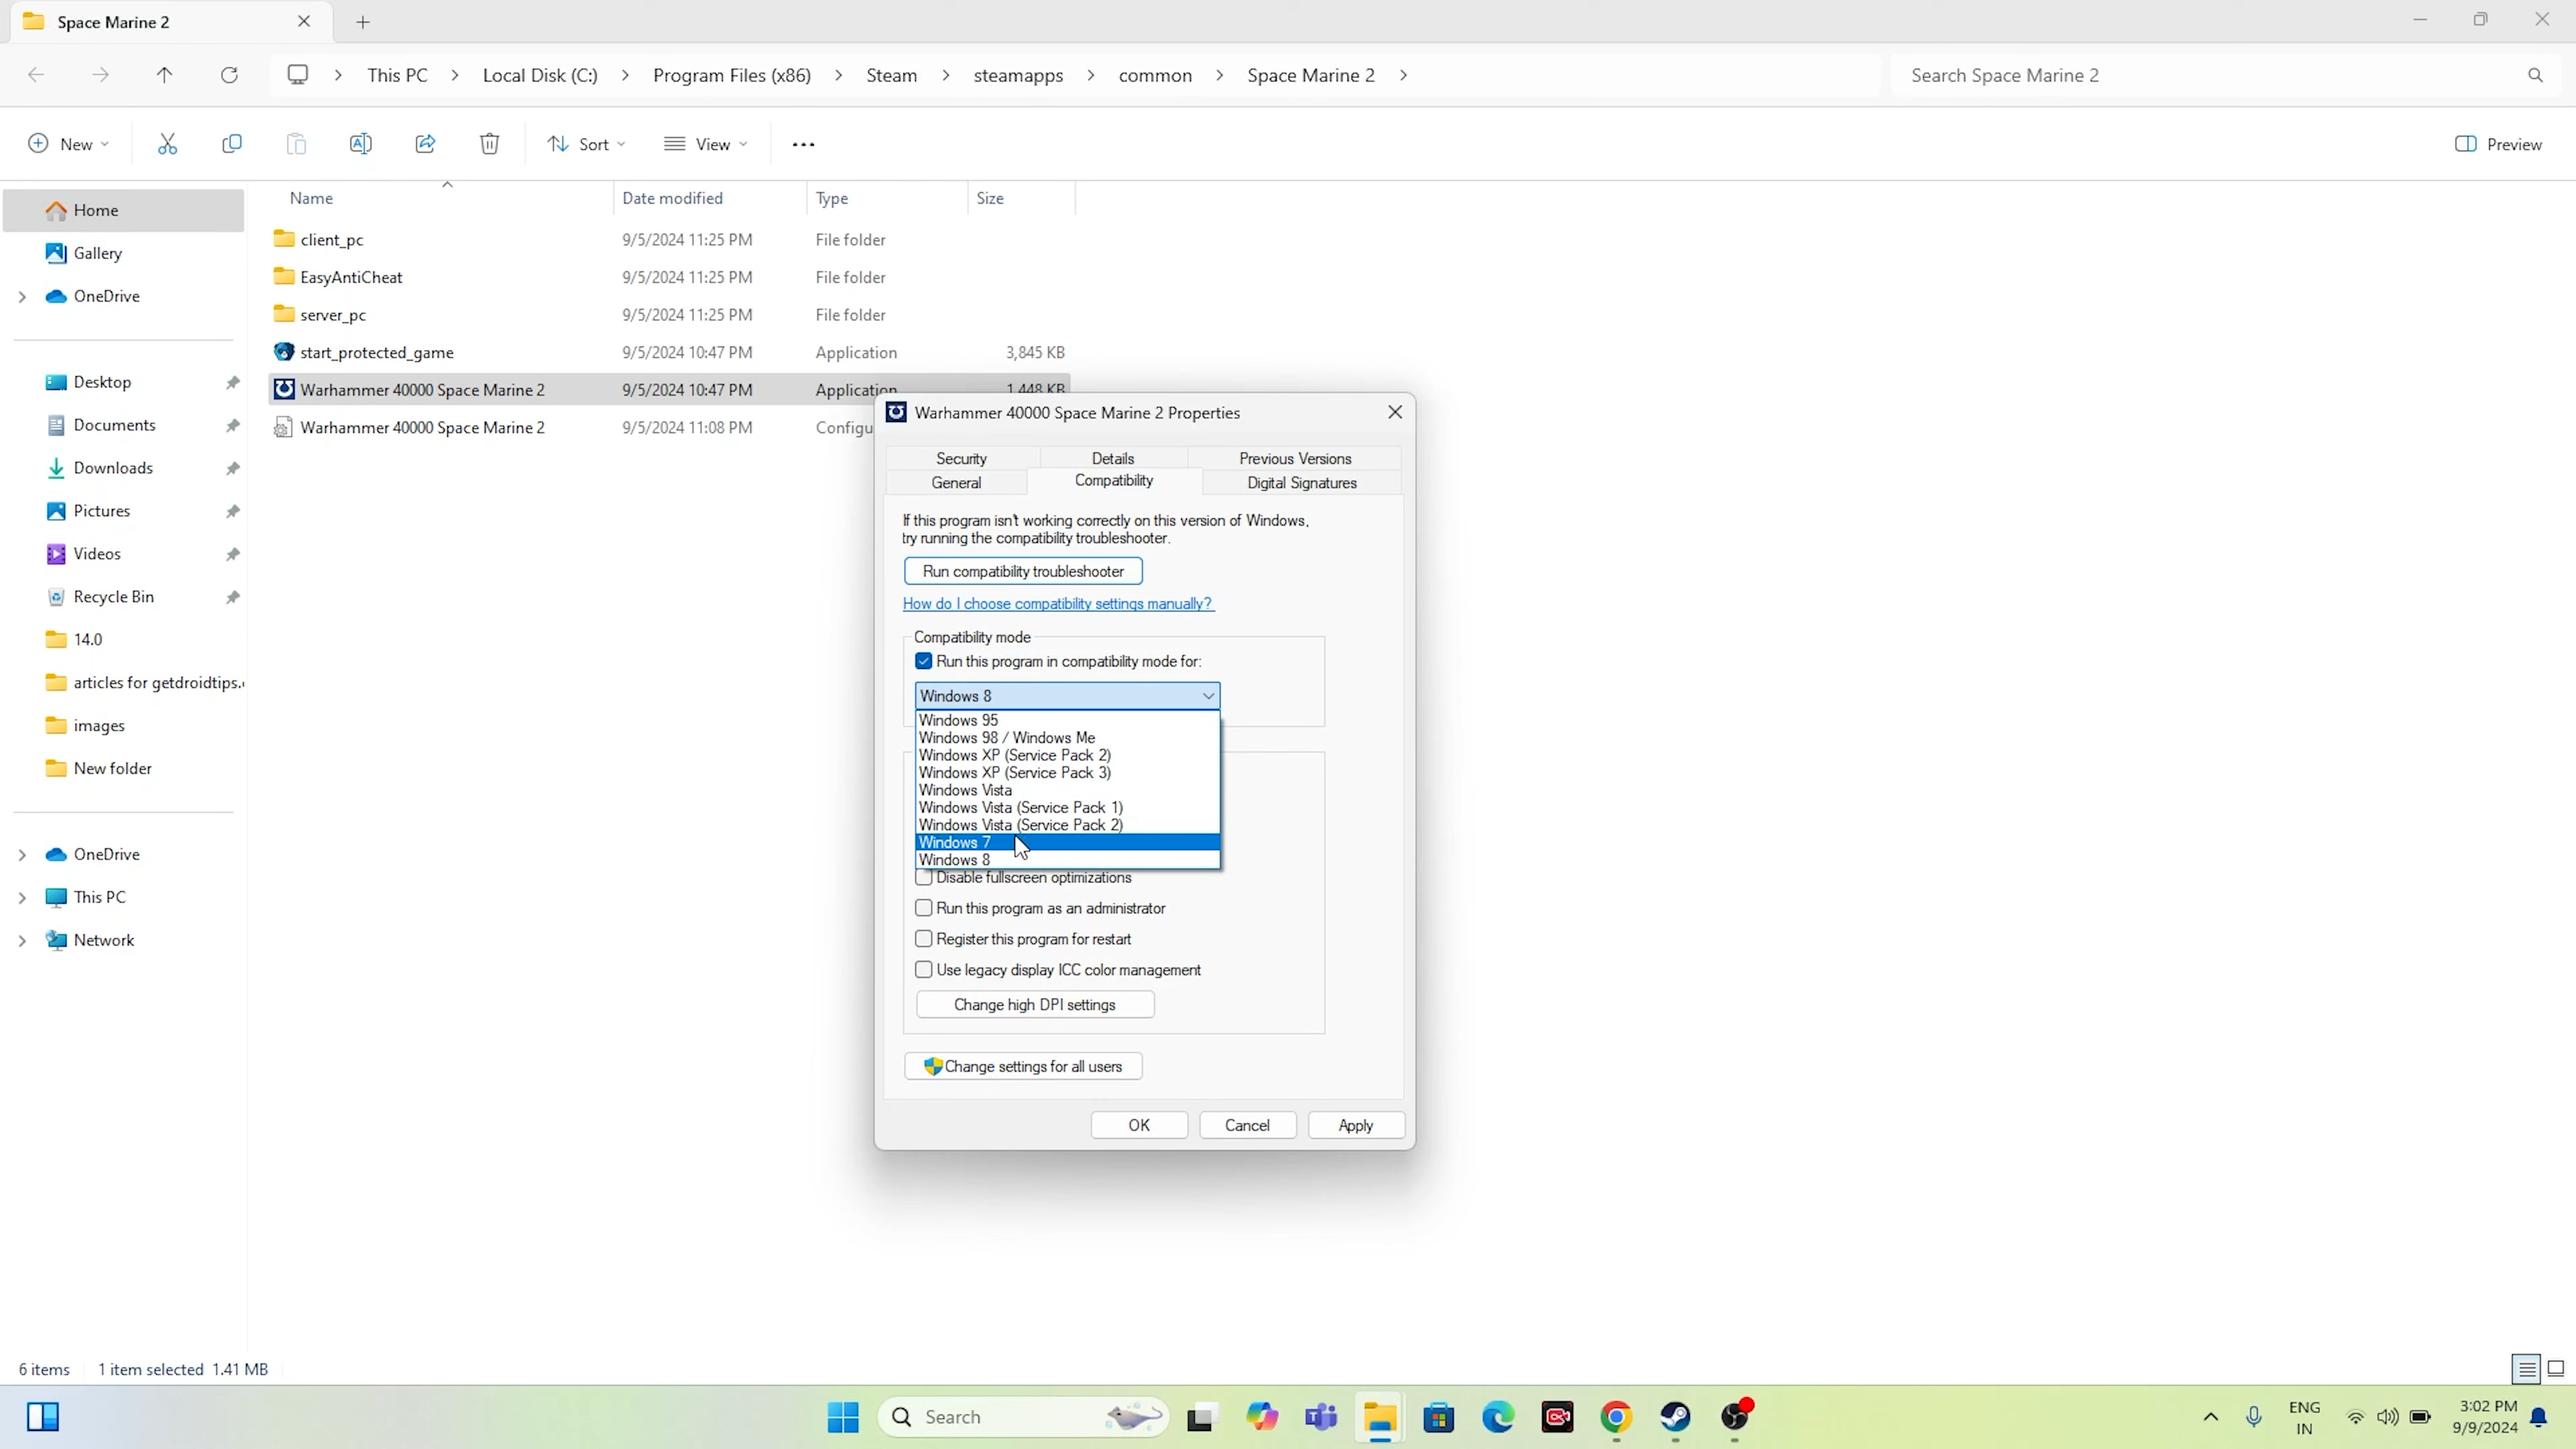 Space Marine 2
This PC > Local Disk (C:) > Program Files (x86) > Steam > steamapps > common > Space Marine 2 >
Search Space Marine 2
New
Sort
View
Preview
Name Date modified Type Size
Home
Gallery
OneDrive
Desktop
Documents
Downloads
Pictures
Videos
Recycle Bin
14.0
articles for getdroidtips.
images
New folder
OneDrive
This PC
Network
client_pc 9/5/2024 11:25 PM File folder
EasyAntiCheat 9/5/2024 11:25 PM File folder
server_pc 9/5/2024 11:25 PM File folder
start_protected_game 9/5/2024 10:47 PM Application 3,845 KB
Warhammer 40000 Space Marine 2 9/5/2024 10:47 PM Application 1,448 KB
Warhammer 40000 Space Marine 2 9/5/2024 11:08 PM Configu
Warhammer 40000 Space Marine 2 Properties
Security Details Previous Versions
General Compatibility Digital Signatures
If this program isn't working correctly on this version of Windows,
try running the compatibility troubleshooter.
Run compatibility troubleshooter
How do I choose compatibility settings manually?
Compatibility mode
Run this program in compatibility mode for:
Windows 8
Windows 95
Windows 98 / Windows Me
Windows XP (Service Pack 2)
Windows XP (Service Pack 3)
Windows Vista
Windows Vista (Service Pack 1)
Windows Vista (Service Pack 2)
Windows 7
Windows 8
Disable fullscreen optimizations
Run this program as an administrator
Register this program for restart
Use legacy display ICC color management
Change high DPI settings
Change settings for all users
OK Cancel Apply
6 items 1 item selected 1.41 MB
Search
ENG
IN
3:02 PM
9/9/2024